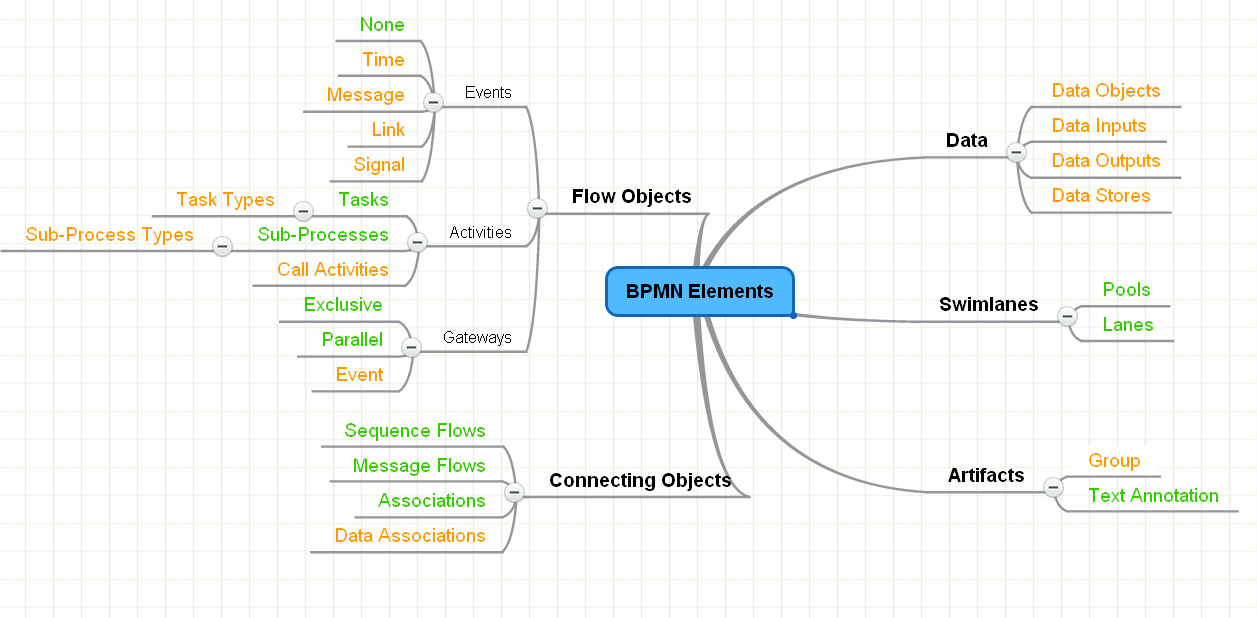 None
Time
Message
Link
Signal
Events
Task Types
Tasks
Sub-Process Types
Sub-Processes
Call Activities
Activities
Exclusive
Parallel
Event
Gateways
Flow Objects
Sequence Flows
Message Flows
Associations
Data Associations
Connecting Objects
BPMN Elements
Data
Data Objects
Data Inputs
Data Outputs
Data Stores
Swimlanes
Pools
Lanes
Artifacts
Group
Text Annotation